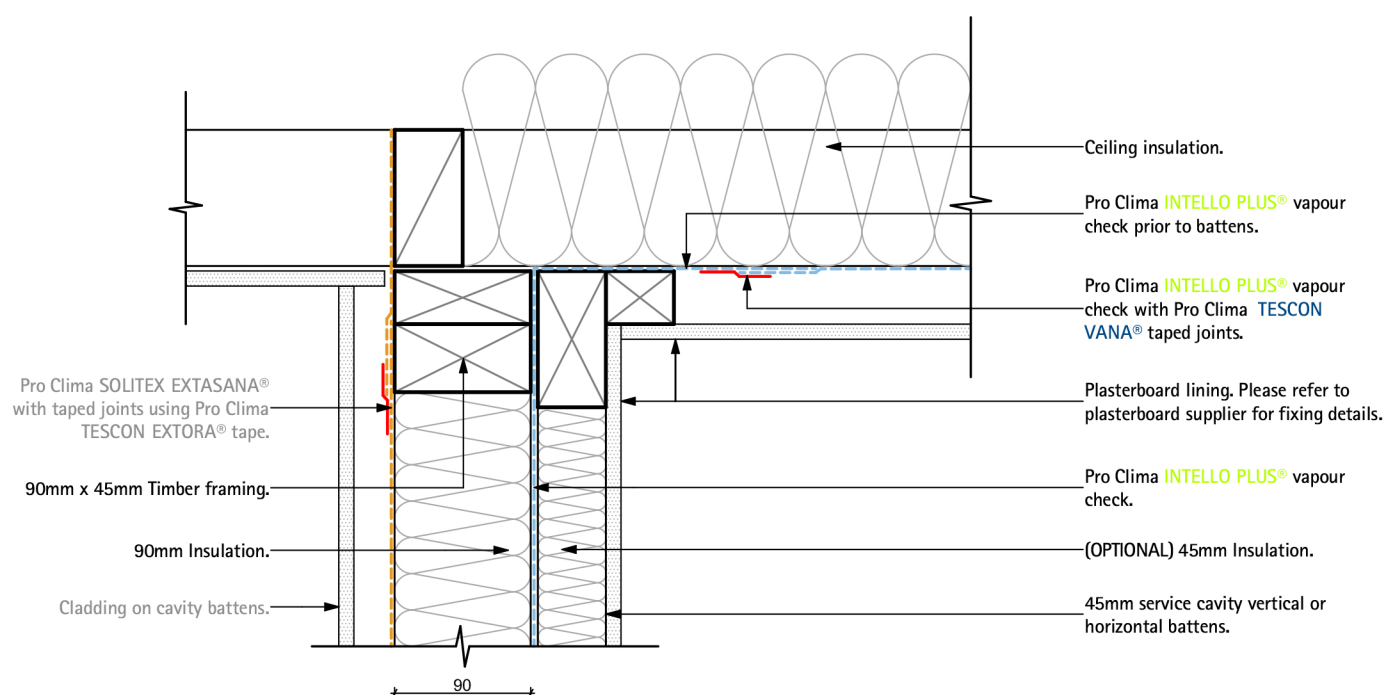 Ceiling insulation.
Pro Clima INTELLO PLUS® vapour
check prior to battens.
Pro Clima INTELLO PLUS® vapour
check with Pro Clima TESCON
VANA® taped joints.
Pro Clima SOLITEX EXTASANA®
with taped joints using Pro Clima
TESCON EXTORA® tape.
Plasterboard lining. Please refer to
plasterboard supplier for fixing details.
90mm x 45mm Timber framing.
Pro Clima INTELLO PLUS® vapour
check.
90mm Insulation.
(OPTIONAL) 45mm Insulation.
Cladding on cavity battens.
45mm service cavity vertical or
horizontal battens.
90